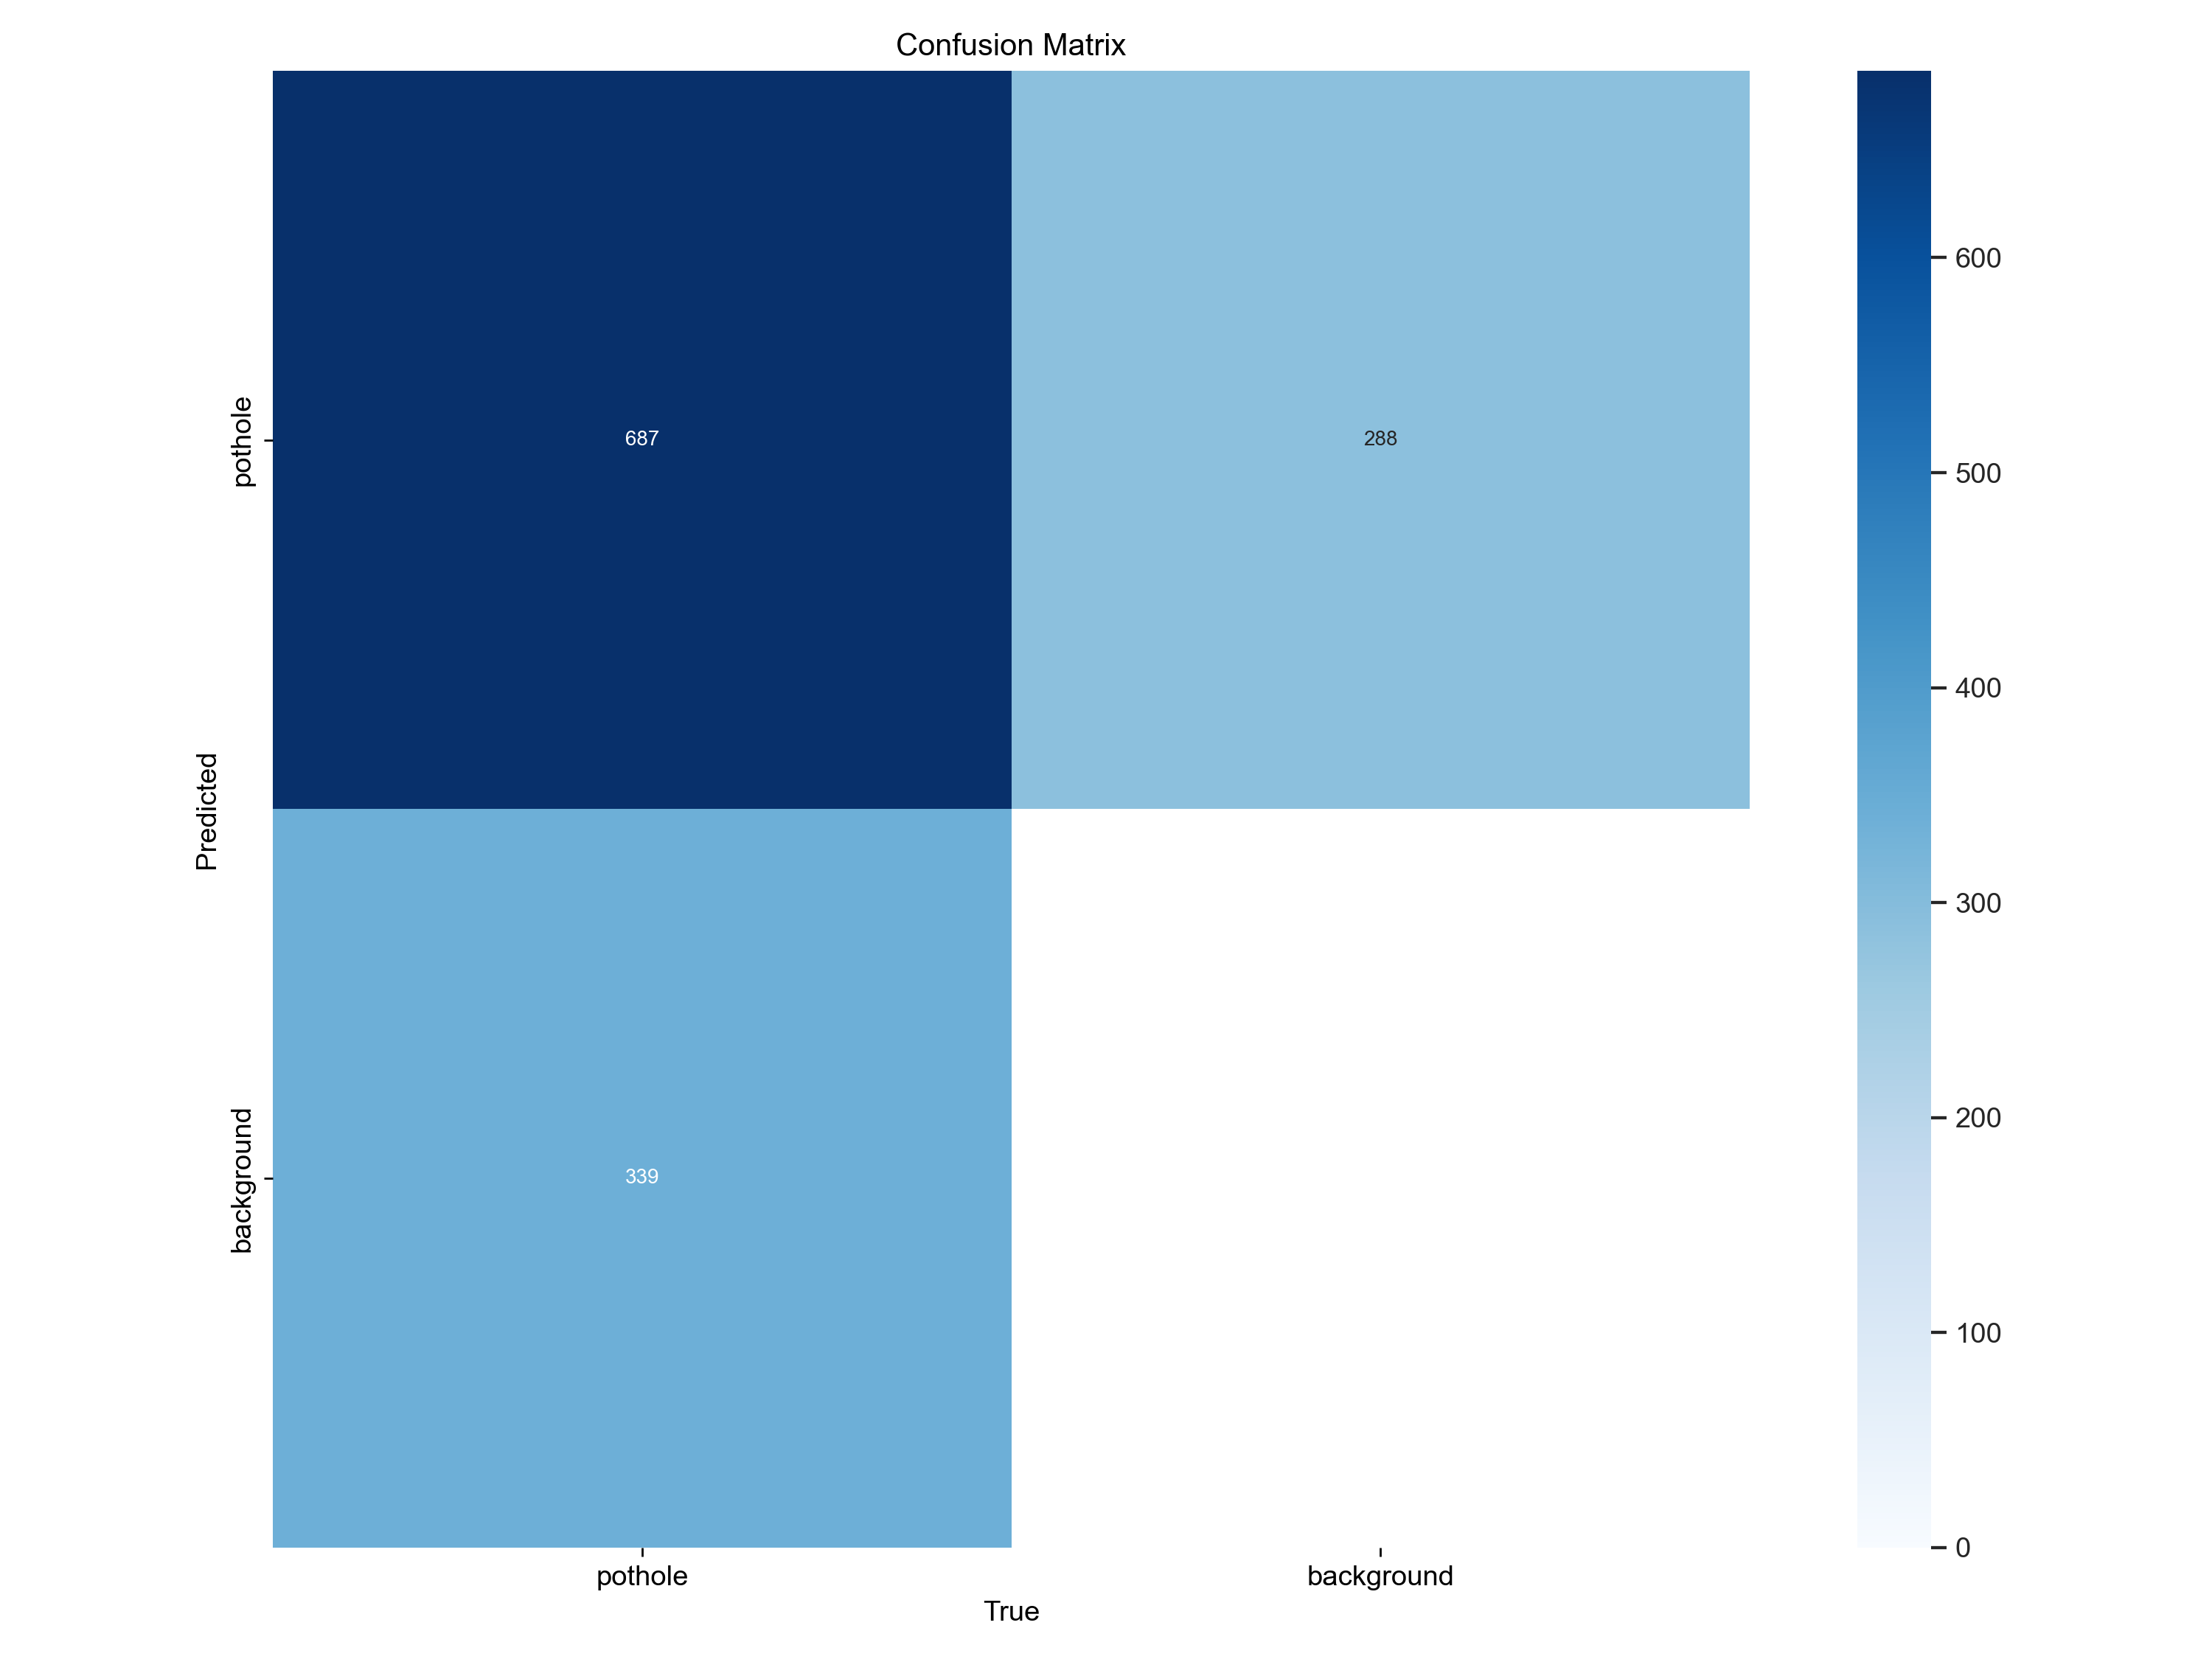 Confusion Matrix
pothole
687
288
Predicted
background
339
pothole
background
True
600
500
400
300
200
100
0